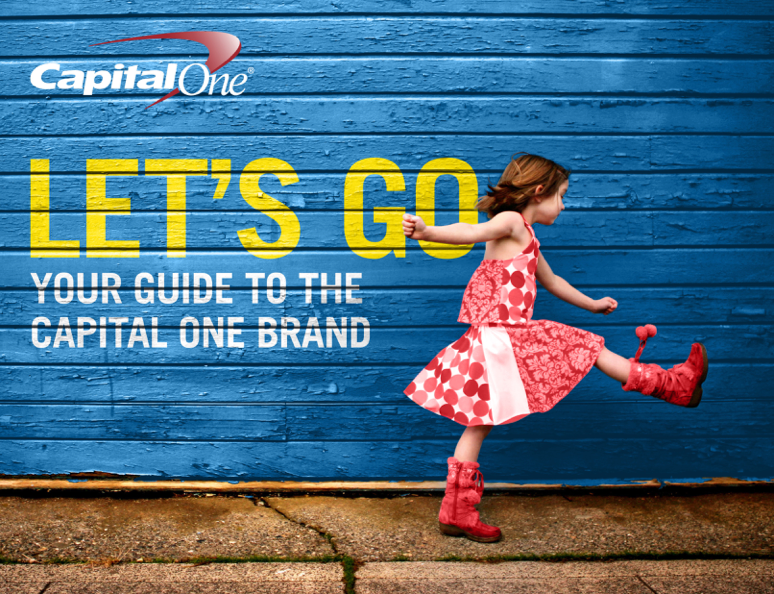 Capital One®
LET'S GO
YOUR GUIDE TO THE
CAPITAL ONE BRAND